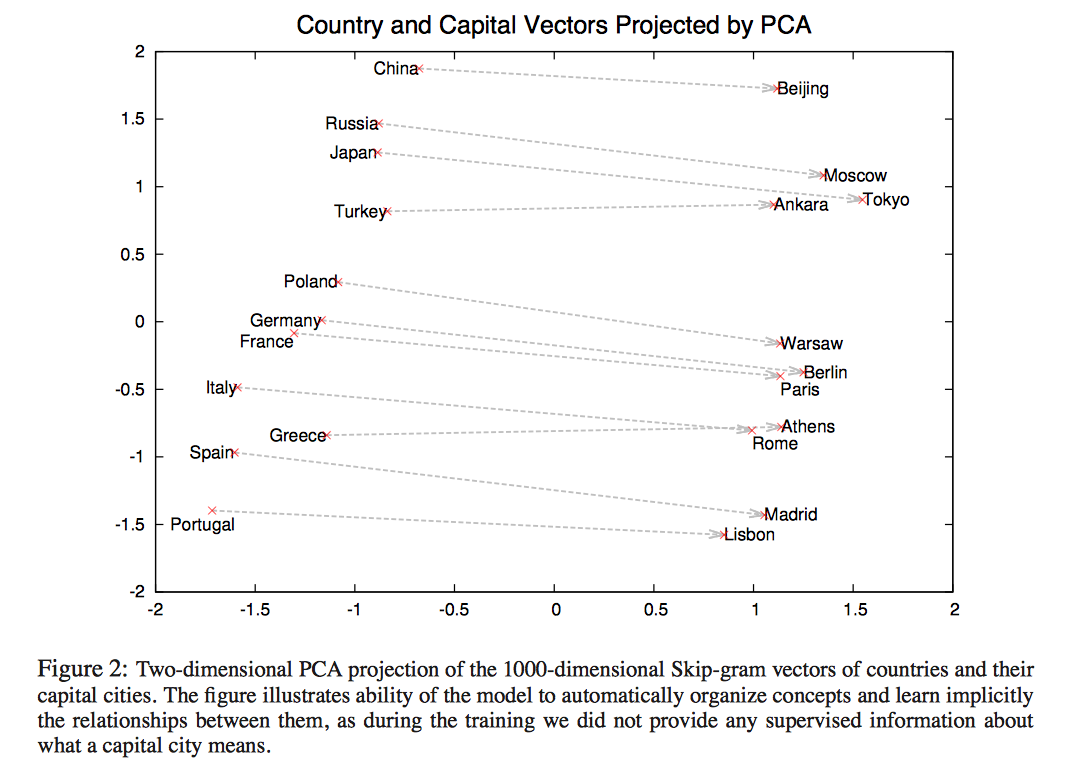 Country and Capital Vectors Projected by PCA
2
China
Beijing
1.5
Russia
Japan
Moscow
1
Turkey
Ankara
Tokyo
0.5
Poland
0
Germany
France
Warsaw
Berlin
-0.5
Italy
Paris
Greece
Athens
Rome
-1
Spain
-1.5
Portugal
Madrid
Lisbon
-2
-2 -1.5 -1 -0.5 0 0.5 1 1.5 2
Figure 2: Two-dimensional PCA projection of the 1000-dimensional Skip-gram vectors of countries and their
capital cities. The figure illustrates ability of the model to automatically organize concepts and learn implicitly
the relationships between them, as during the training we did not provide any supervised information about
what a capital city means.